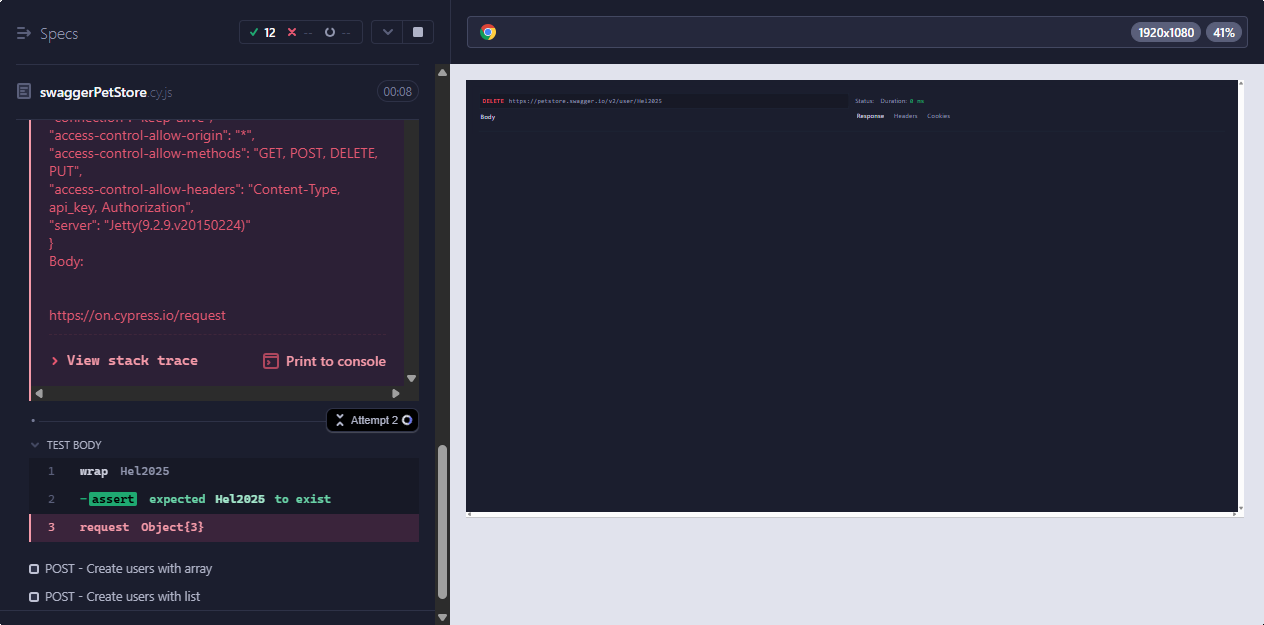 Specs
12
--
--
1920x1080
41%
swaggerPetStore.cy.js
00:08
"connection": "keep-alive",
"access-control-allow-origin": "*",
"access-control-allow-methods": "GET, POST, DELETE,
PUT",
"access-control-allow-headers": "Content-Type,
api_key, Authorization",
"server": "Jetty(9.2.9.v20150224)"
}
Body:
https://on.cypress.io/request
View stack trace
Print to console
Attempt 2
TEST BODY
1 wrap Hel2025
2 -assert expected Hel2025 to exist
3 request Object{3}
POST - Create users with array
POST - Create users with list
DELETE https://petstore.swagger.io/v2/user/Hel2025
Status: Duration: 0 ms
Body
Response Headers Cookies